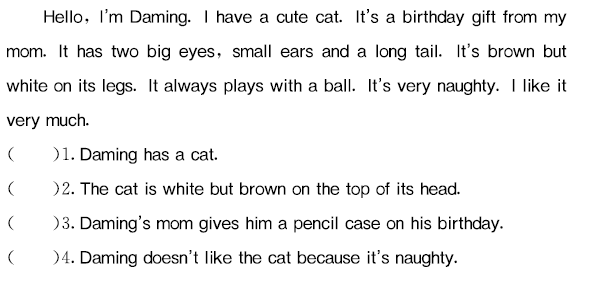 Hello, I'm Daming. I have a cute cat. It's a birthday gift from my
mom. It has two big eyes, small ears and a long tail. It's brown but
white on its legs. It always plays with a ball. It's very naughty. I like it
very much.
(    )1. Daming has a cat.
(    )2. The cat is white but brown on the top of its head.
(    )3. Daming's mom gives him a pencil case on his birthday.
(    )4. Daming doesn't like the cat because it's naughty.